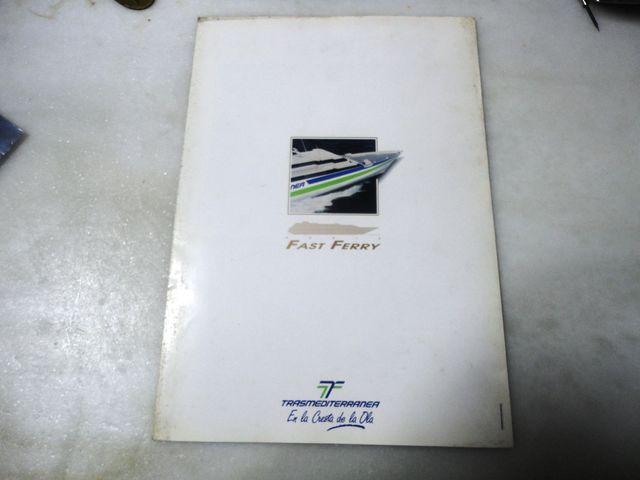 NEA
FAST FERRY
TRASMEDITERRANEA
En la Cresta de la Ola